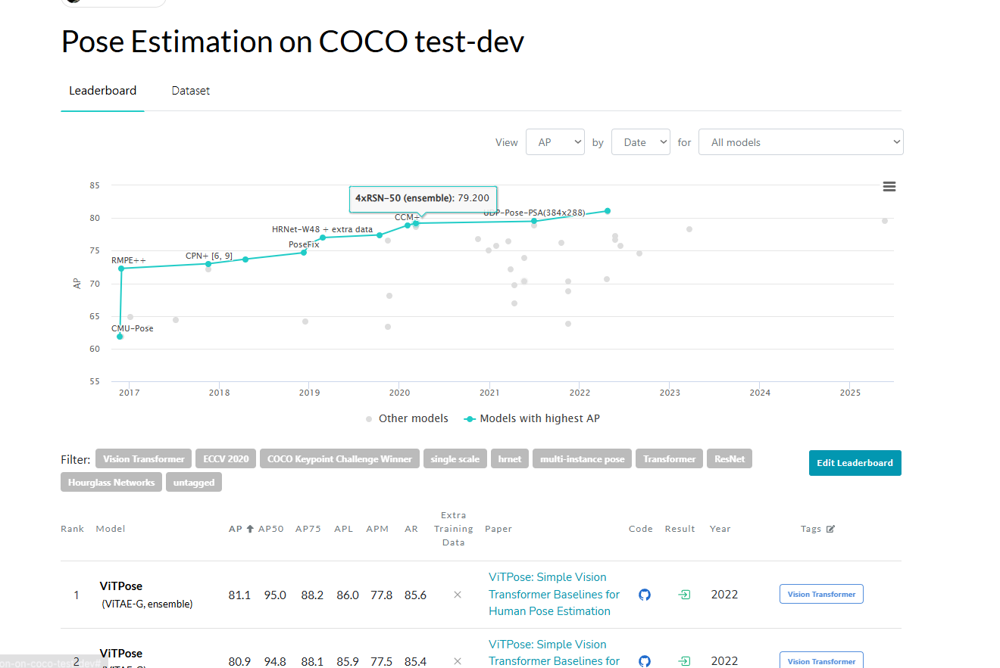 Pose Estimation on COCO test-dev
Leaderboard Dataset
View AP by Date for All models
85
80
75
70
65
60
55
AP
4xRSN-50 (ensemble): 79.200
UDP-Pose-PSA(384x288)
CCM+
HRNet-W48 + extra data
PoseFix
CPN+ [6, 9]
RMPE++
CMU-Pose
2017 2018 2019 2020 2021 2022 2023 2024 2025
Other models Models with highest AP
Filter: Vision Transformer ECCV 2020 COCO Keypoint Challenge Winner single scale hrnet multi-instance pose Transformer ResNet
Hourglass Networks untagged
Edit Leaderboard
Rank Model AP AP50 AP75 APL APM AR Extra Training Data Paper Code Result Year Tags
1 ViTPose 81.1 95.0 88.2 86.0 77.8 85.6 ViTPose: Simple Vision 2022 Vision Transformer
(ViTAE-G, ensemble) Transformer Baselines for
Human Pose Estimation
2 ViTPose 80.9 94.8 88.1 85.9 77.5 85.4 ViTPose: Simple Vision 2022 Vision Transformer
Transformer Baselines for
on-on-coco-test-dev#